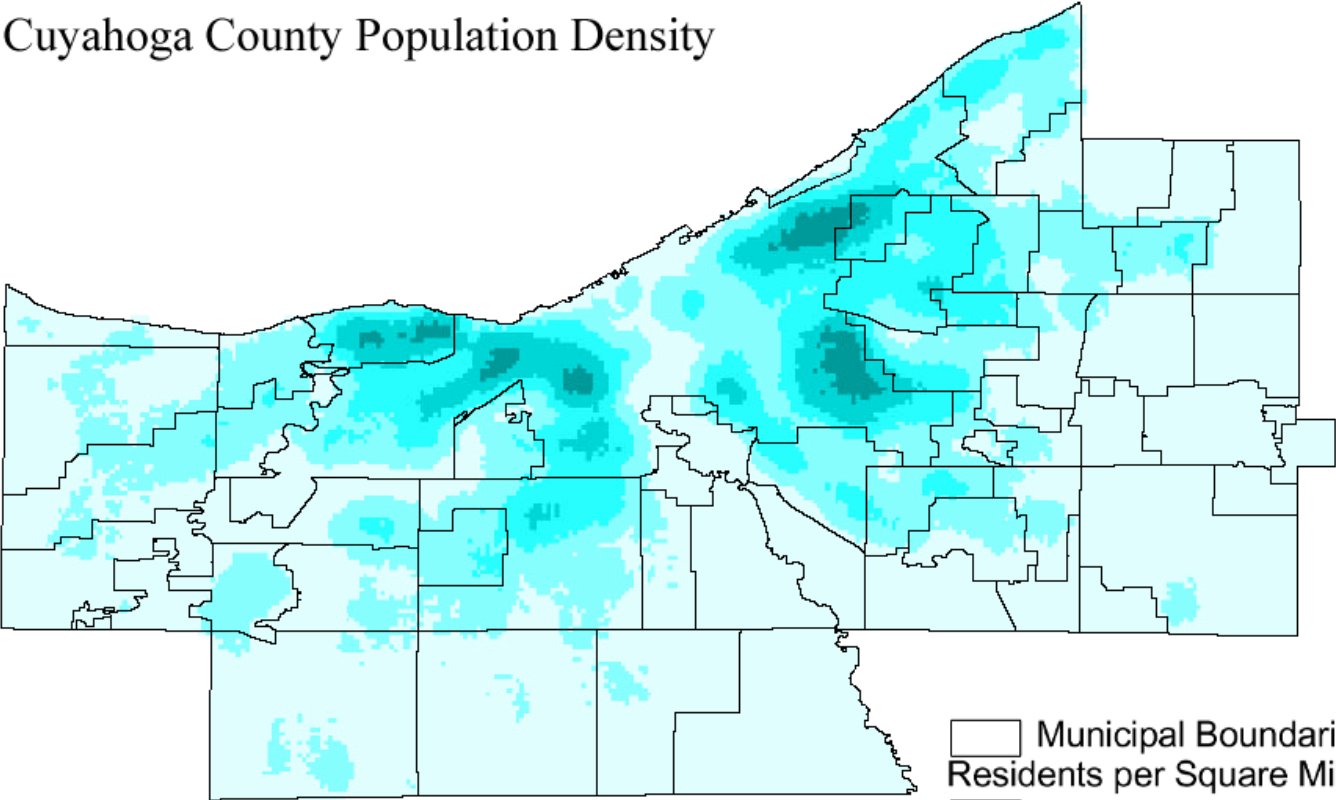 Cuyahoga County Population Density
Municipal Boundari
Residents per Square Mi